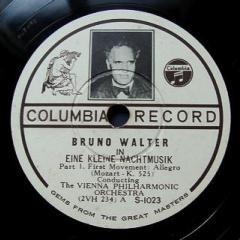 COLUMBIA RECORD
BRUNO WALTER
IN
EINE KLEINE NACHTMUSIK
Part 1. First Movement: Allegro
(Mozart - K. 525)
Conducting
The VIENNA PHILHARMONIC
ORCHESTRA
(2VH 234) A S-1023
GEMS FROM THE GREAT MASTERS